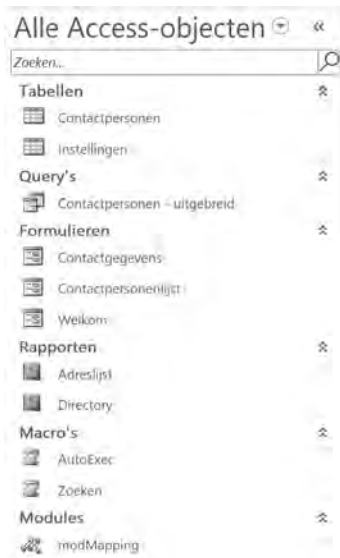 Alle Access-objecten
Zoeken...
Tabellen
Contactpersonen
Instellingen
Query's
Contactpersonen - uitgebreid
Formulieren
Contactgegevens
Contactpersonenlijst
Welkom
Rapporten
Adreslijst
Directory
Macro's
AutoExec
Zoeken
Modules
modMapping